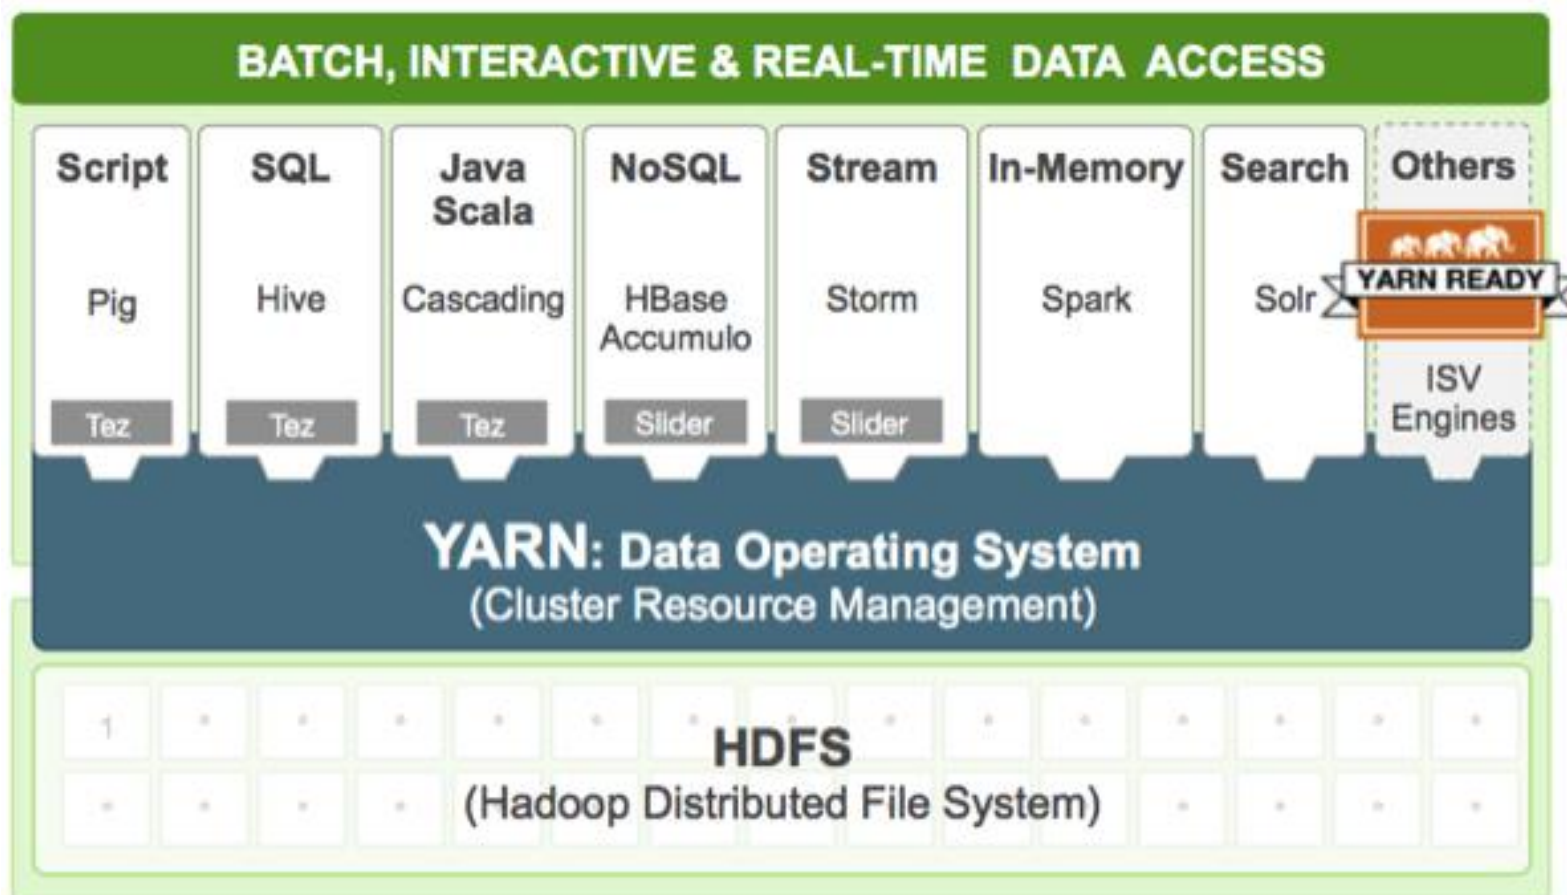 BATCH, INTERACTIVE & REAL-TIME DATA ACCESS
Script
Pig
Tez
SQL
Hive
Tez
Java
Scala
Cascading
Tez
NoSQL
HBase
Accumulo
Slider
Stream
Storm
Slider
In-Memory
Spark
Search
Solr
Others
YARN READY
ISV
Engines
YARN: Data Operating System
(Cluster Resource Management)
1
HDFS
(Hadoop Distributed File System)